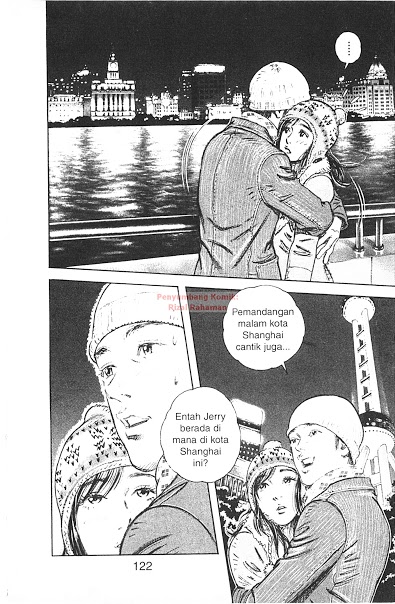 ...
Penyumbang Komik:
Rizal Rahaman
Pemandangan
malam kota
Shanghai
cantik juga...
Entah Jerry
berada di
mana di kota
Shanghai
ini?
122